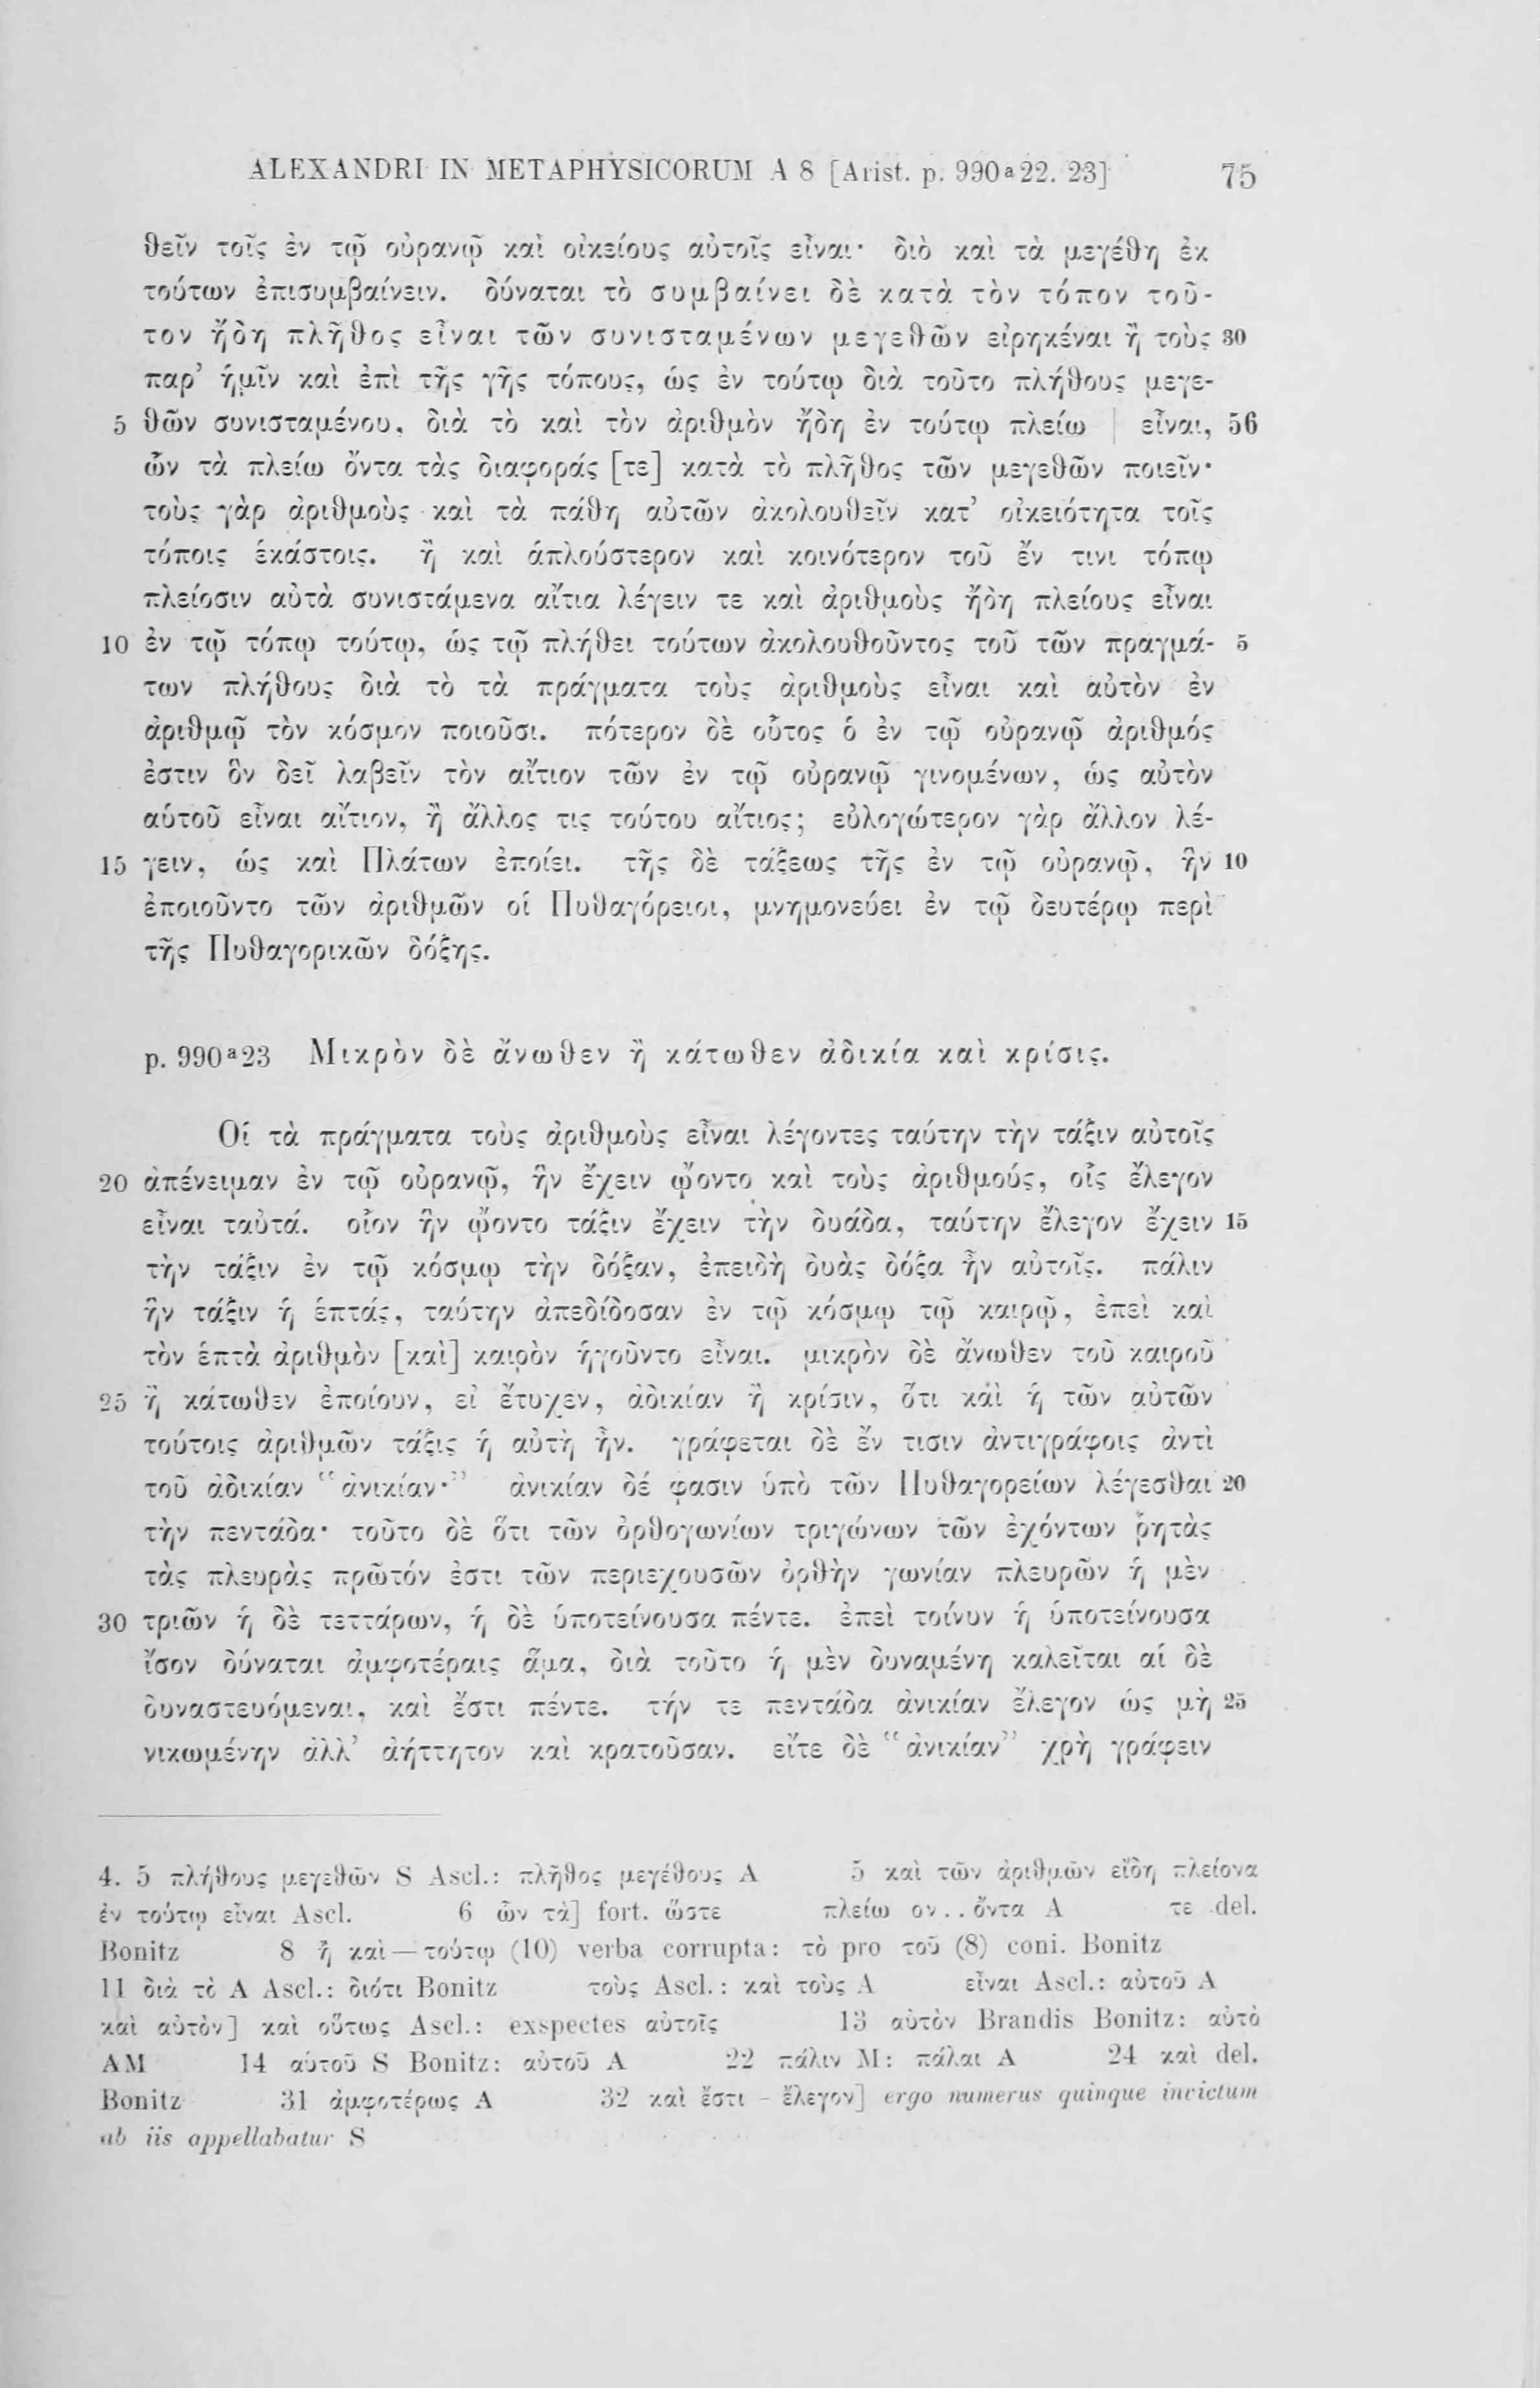 ALEXANDRI IN METAPHYSICORUM A 8 [Arist. p. 990ª22. 23] 75
θεῖν τοῖς ἐν τῷ οὐρανῷ καὶ οἰκείους αὐτοῖς εἶναι· διὸ καὶ τὰ μεγέθη ἐκ
τούτων ἐπισυμβαίνειν. δύναται τὸ συμβαίνει δὲ κατὰ τὸν τόπον τοῦ-
τον ἤδη πλῆθος εἶναι τῶν συνισταμένων μεγεθῶν εἰρηκέναι ἢ τοὺς 30
παρ’ ἡμῖν καὶ ἐπὶ τῆς γῆς τόπους, ὡς ἐν τούτῳ διὰ τοῦτο πλήθους μεγε-
5 θῶν συνισταμένου, διὰ τὸ καὶ τὸν ἀριθμὸν ἤδη ἐν τούτῳ πλείω | εἶναι, 56
ὧν τὰ πλείω ὄντα τὰς διαφοράς [τε] κατὰ τὸ πλῆθος τῶν μεγεθῶν ποιεῖν·
τοὺς γὰρ ἀριθμοὺς καὶ τὰ πάθη αὐτῶν ἀκολουθεῖν κατ’ οἰκειότητα τοῖς
τόποις ἑκάστοις. ἢ καὶ ἁπλούστερον καὶ κοινότερον τοῦ ἔν τινι τόπῳ
πλείοσιν αὐτὰ συνιστάμενα αἴτια λέγειν τε καὶ ἀριθμοὺς ἤδη πλείους εἶναι
10 ἐν τῷ τόπῳ τούτῳ, ὡς τῷ πλήθει τούτων ἀκολουθοῦντος τοῦ τῶν πραγμά- 5
των πλήθους διὰ τὸ τὰ πράγματα τοὺς ἀριθμοὺς εἶναι καὶ αὐτὸν ἐν
ἀριθμῷ τὸν κόσμον ποιοῦσι. πότερον δὲ οὗτος ὁ ἐν τῷ οὐρανῷ ἀριθμός
ἐστιν ὃν δεῖ λαβεῖν τὸν αἴτιον τῶν ἐν τῷ οὐρανῷ γινομένων, ὡς αὐτὸν
αὑτοῦ εἶναι αἴτιον, ἢ ἄλλος τις τούτου αἴτιος; εὐλογώτερον γὰρ ἄλλον λέ-
15 γειν, ὡς καὶ Πλάτων ἐποίει. τῆς δὲ τάξεως τῆς ἐν τῷ οὐρανῷ, ἣν 10
ἐποιοῦντο τῶν ἀριθμῶν οἱ Πυθαγόρειοι, μνημονεύει ἐν τῷ δευτέρῳ περὶ
τῆς Πυθαγορικῶν δόξης.
p. 990ª23 Μικρὸν δὲ ἄνωθεν ἢ κάτωθεν ἀδικία καὶ κρίσις.
Οἱ τὰ πράγματα τοὺς ἀριθμοὺς εἶναι λέγοντες ταύτην τὴν τάξιν αὐτοῖς
20 ἀπένειμαν ἐν τῷ οὐρανῷ, ἣν ἔχειν ᾤοντο καὶ τοὺς ἀριθμούς, οἷς ἔλεγον
εἶναι ταὐτά. οἷον ἣν ᾤοντο τάξιν ἔχειν τὴν δυάδα, ταύτην ἔλεγον ἔχειν 15
τὴν τάξιν ἐν τῷ κόσμῳ τὴν δόξαν, ἐπειδὴ δυὰς δόξα ἦν αὐτοῖς. πάλιν
ἣν τάξιν ἡ ἑπτάς, ταύτην ἀπεδίδοσαν ἐν τῷ κόσμῳ τῷ καιρῷ, ἐπεὶ καὶ
τὸν ἑπτὰ ἀριθμὸν [καὶ] καιρὸν ἡγοῦντο εἶναι. μικρὸν δὲ ἄνωθεν τοῦ καιροῦ
25 ἢ κάτωθεν ἐποίουν, εἰ ἔτυχεν, ἀδικίαν ἢ κρίσιν, ὅτι καὶ ἡ τῶν αὐτῶν
τούτοις ἀριθμῶν τάξις ἡ αὐτὴ ἦν. γράφεται δὲ ἔν τισιν ἀντιγράφοις ἀντὶ
τοῦ ἀδικίαν “ἀνικίαν·” ἀνικίαν δέ φασιν ὑπὸ τῶν Πυθαγορείων λέγεσθαι 20
τὴν πεντάδα· τοῦτο δὲ ὅτι τῶν ὀρθογωνίων τριγώνων τῶν ἐχόντων ῥητὰς
τὰς πλευρὰς πρῶτόν ἐστι τῶν περιεχουσῶν ὀρθὴν γωνίαν πλευρῶν ἡ μὲν
30 τριῶν ἡ δὲ τεττάρων, ἡ δὲ ὑποτείνουσα πέντε. ἐπεὶ τοίνυν ἡ ὑποτείνουσα
ἴσον δύναται ἀμφοτέραις ἅμα, διὰ τοῦτο ἡ μὲν δυναμένη καλεῖται αἱ δὲ
δυναστευόμεναι, καὶ ἔστι πέντε. τήν τε πεντάδα ἀνικίαν ἔλεγον ὡς μὴ 25
νικωμένην ἀλλ’ ἀήττητον καὶ κρατοῦσαν. εἴτε δὲ “ἀνικίαν” χρὴ γράφειν
4. 5 πλήθους μεγεθῶν S Ascl.: πλῆθος μεγέθους A 5 καὶ τῶν ἀριθμῶν εἴδη πλείονα
ἐν τούτῳ εἶναι Ascl. 6 ὧν τὰ] fort. ὥστε πλείω ον..ὄντα A τε del.
Bonitz 8 ἢ καὶ — τούτῳ (10) verba corrupta: τὸ pro τοῦ (8) coni. Bonitz
11 διὰ τὸ A Ascl.: διότι Bonitz τοὺς Ascl.: καὶ τοὺς A εἶναι Ascl.: αὐτοῦ A
καὶ αὐτὸν] καὶ οὕτως Ascl.: exspectes αὐτοῖς 13 αὐτὸν Brandis Bonitz: αὐτὸ
AM 14 αὑτοῦ S Bonitz: αὐτοῦ A 22 πάλιν M: πάλαι A 24 καὶ del.
Bonitz 31 ἀμφοτέρως A 32 καὶ ἔστι – ἔλεγον] ergo numerus quinque invictum
ab iis appellabatur S